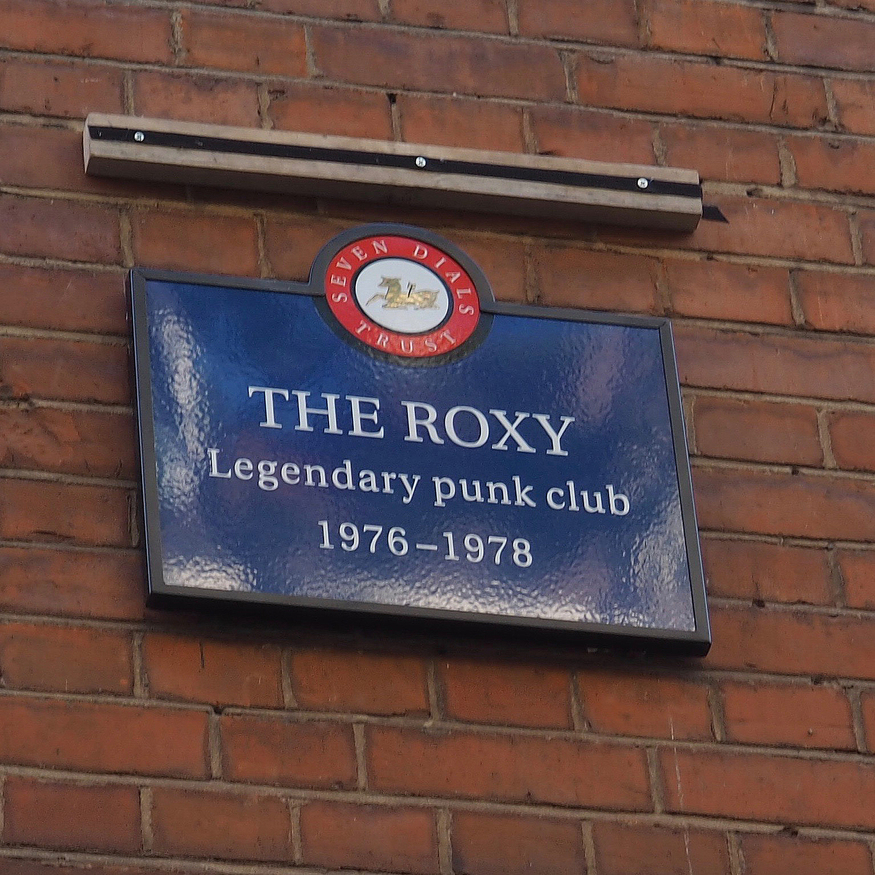 SEVEN DIALS
TRUST
THE ROXY
Legendary punk club
1976–1978